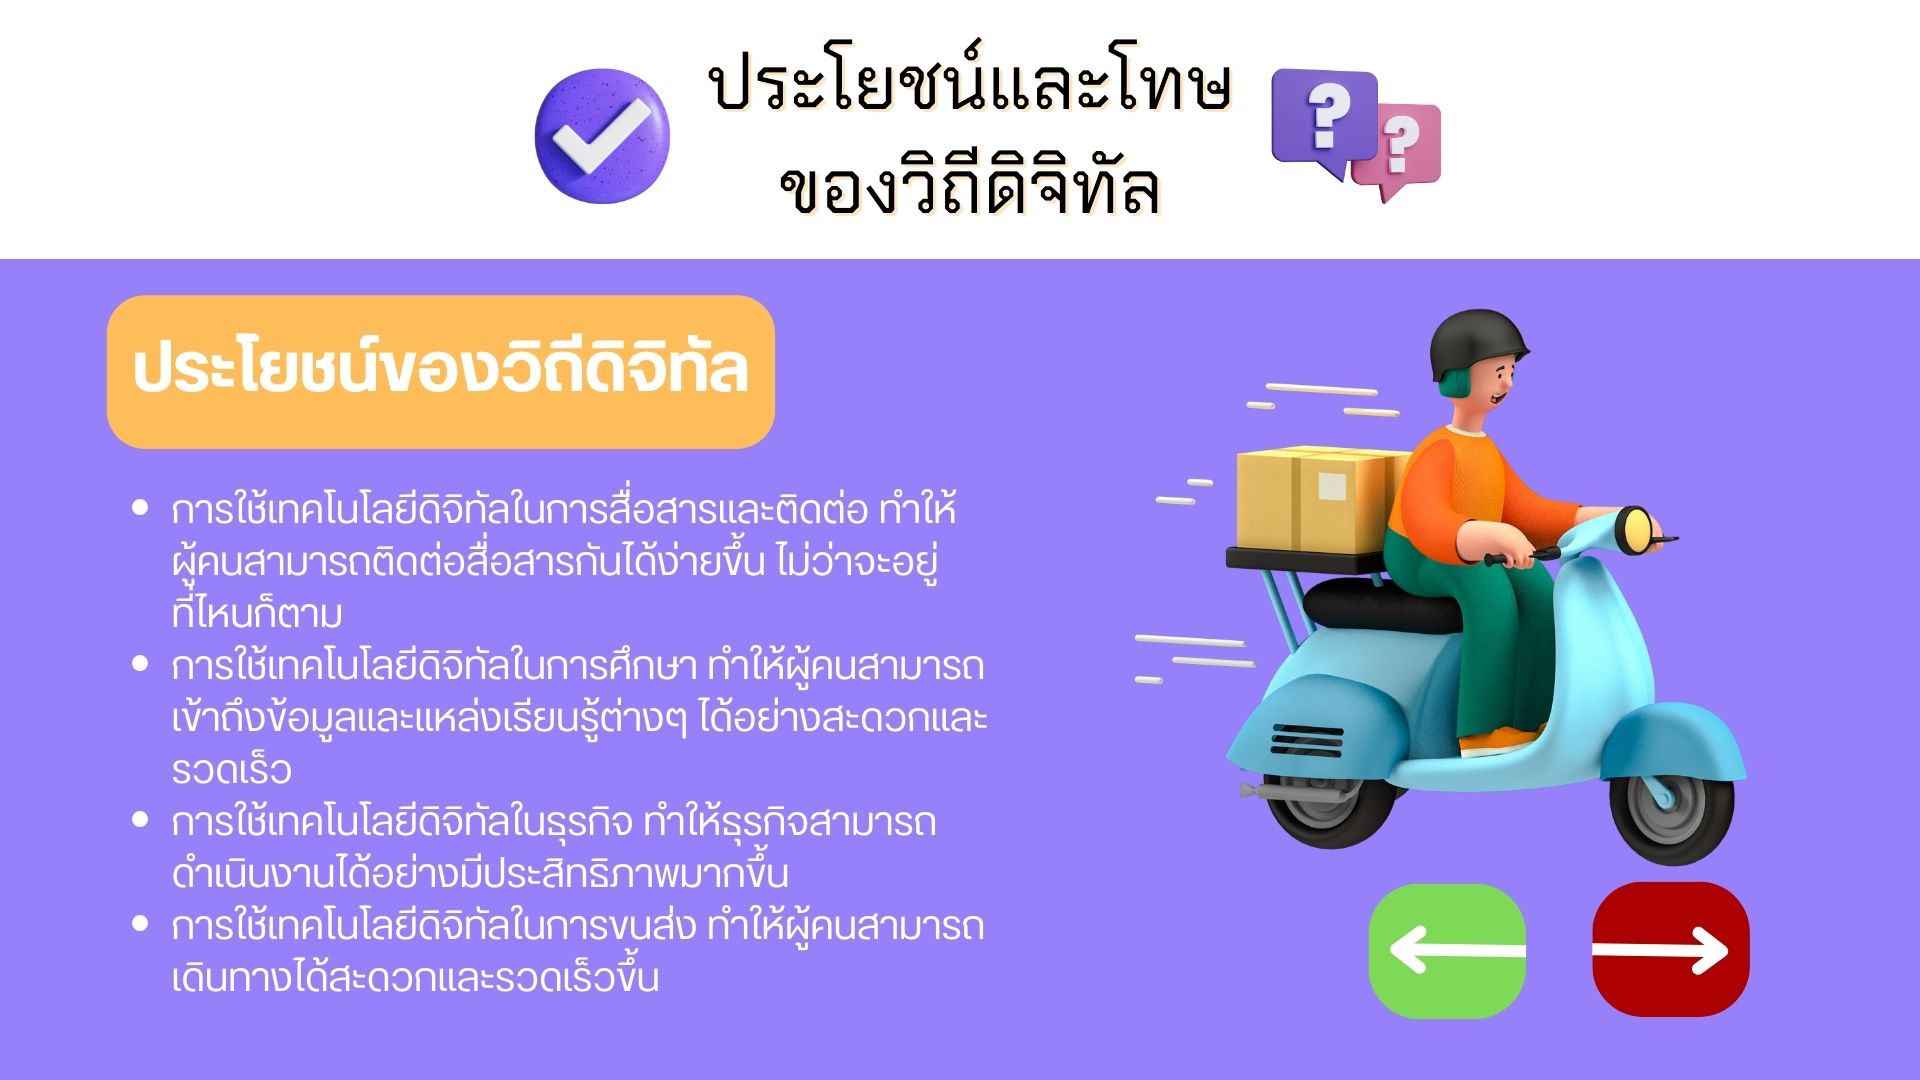 ประโยชน์และโทษ
ของวิถีดิจิทัล
? ?
ประโยชน์ของวิถีดิจิทัล
• การใช้เทคโนโลยีดิจิทัลในการสื่อสารและติดต่อ ทำให้
ผู้คนสามารถติดต่อสื่อสารกันได้ง่ายขึ้น ไม่ว่าจะอยู่
ที่ไหนก็ตาม
• การใช้เทคโนโลยีดิจิทัลในการศึกษา ทำให้ผู้คนสามารถ
เข้าถึงข้อมูลและแหล่งเรียนรู้ต่างๆ ได้อย่างสะดวกและ
รวดเร็ว
• การใช้เทคโนโลยีดิจิทัลในธุรกิจ ทำให้ธุรกิจสามารถ
ดำเนินงานได้อย่างมีประสิทธิภาพมากขึ้น
• การใช้เทคโนโลยีดิจิทัลในการขนส่ง ทำให้ผู้คนสามารถ
เดินทางได้สะดวกและรวดเร็วขึ้น